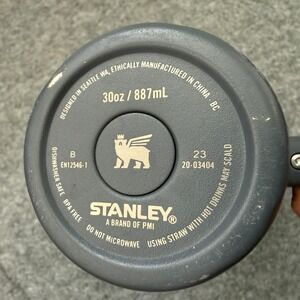 DESIGNED IN SEATTLE WA, ETHICALLY MANUFACTURED IN CHINA - BC
30oz / 887mL
B
EN12546-1
23
20-03404
STANLEY®
A BRAND OF PMI
DISHWASHER SAFE BPA FREE DO NOT MICROWAVE USING STRAW WITH HOT DRINKS MAY SCALD